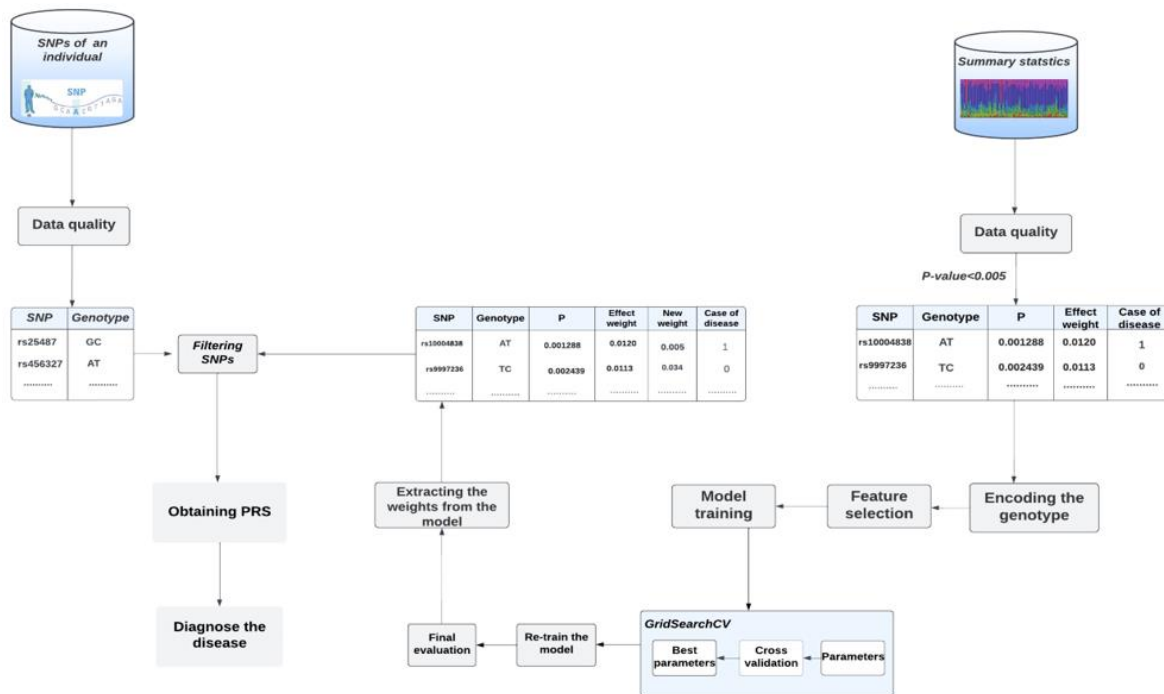 SNPs of an
individual
SNP
Data quality
SNP Genotype
rs25487 GC
rs456327 AT
.......... ..........
Filtering
SNPs
Obtaining PRS
Diagnose the
disease
Summary statstics
Data quality
P-value<0.005
SNP Genotype P Effect weight Case of disease
rs10004838 AT 0.001288 0.0120 1
rs9997236 TC 0.002439 0.0113 0
.......... .......... .......... .......... ..........
Encoding the
genotype
Feature
selection
Model
training
GridSearchCV
Parameters
Cross
validation
Best
parameters
Re-train the
model
Final
evaluation
Extracting the
weights from the
model
SNP Genotype P Effect weight New weight Case of disease
rs10004838 AT 0.001288 0.0120 0.005 1
rs9997236 TC 0.002439 0.0113 0.034 0
.......... .......... .......... .......... .......... ..........